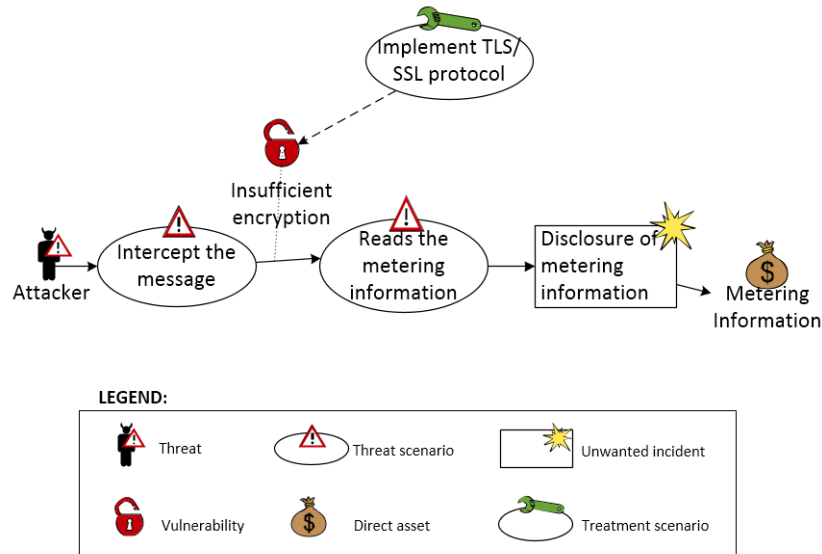 Implement TLS/
SSL protocol
Insufficient
encryption
Attacker
Intercept the
message
Reads the
metering
information
Disclosure of
metering
information
$
Metering
Information
LEGEND:
Threat
Threat scenario
Unwanted incident
Vulnerability
$
Direct asset
Treatment scenario